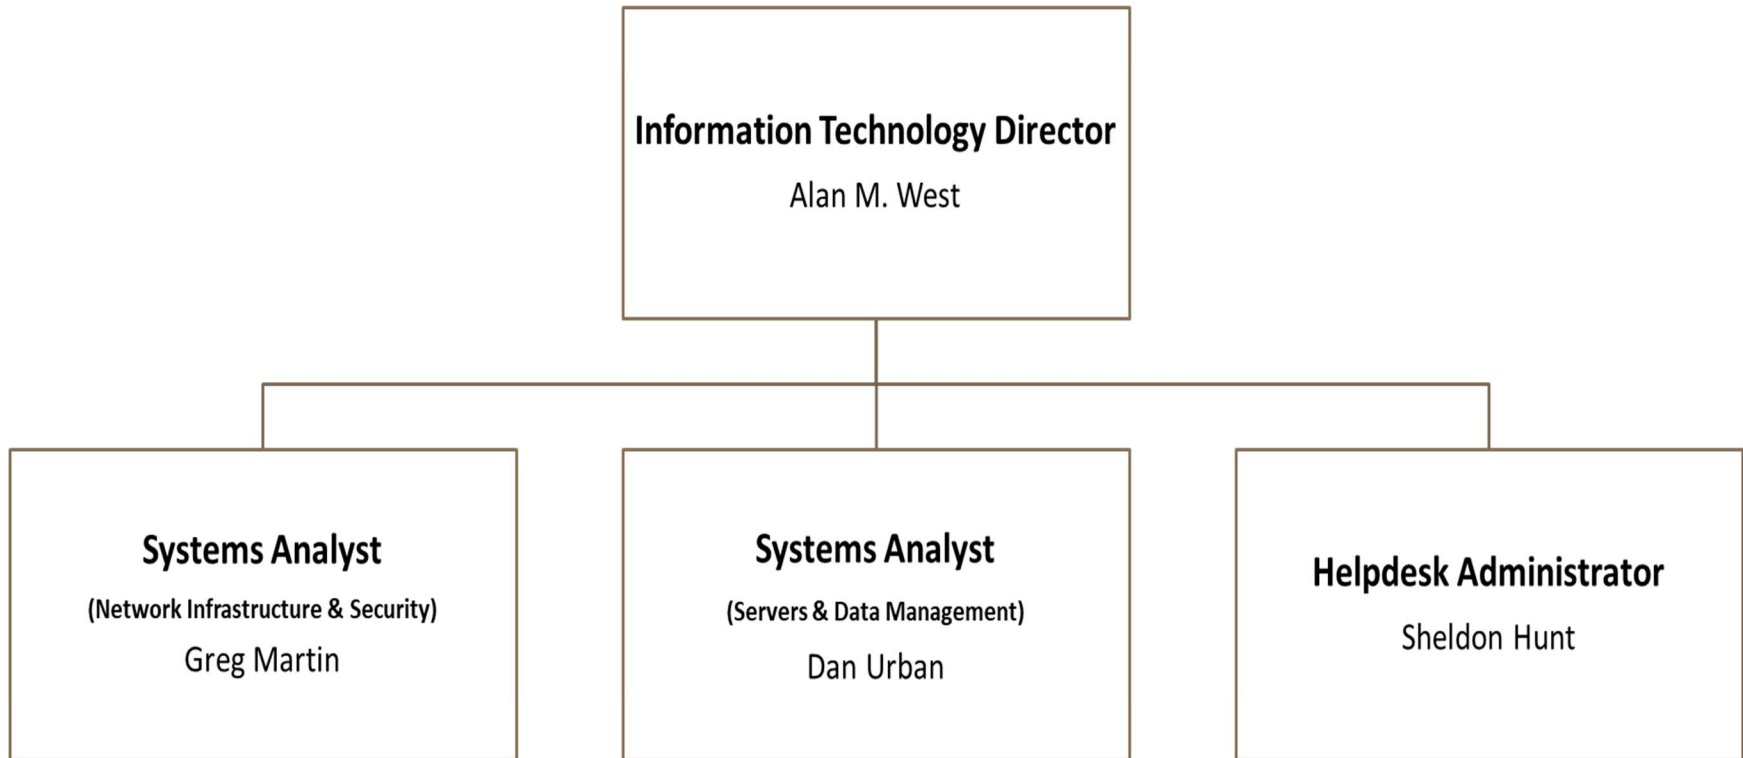 Information Technology Director
Alan M. West
Systems Analyst
(Network Infrastructure & Security)
Greg Martin
Systems Analyst
(Servers & Data Management)
Dan Urban
Helpdesk Administrator
Sheldon Hunt